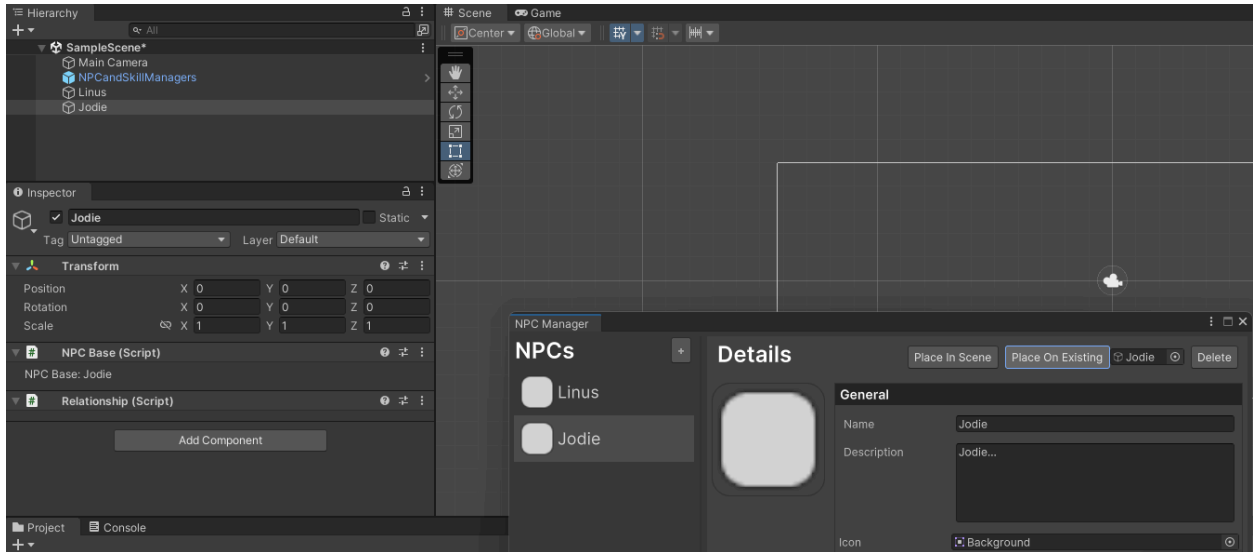 Hierarchy
All
SampleScene*
Main Camera
NPCandSkillManagers
Linus
Jodie
Inspector
Jodie
Static
Tag Untagged Layer Default
Transform
Position X 0 Y 0 Z 0
Rotation X 0 Y 0 Z 0
Scale X 1 Y 1 Z 1
# NPC Base (Script)
NPC Base: Jodie
# Relationship (Script)
Add Component
Project Console
Scene Game
Center Global
NPC Manager
NPCs +
Linus
Jodie
Details Place In Scene Place On Existing Jodie Delete
General
Name Jodie
Description Jodie...
Icon Background